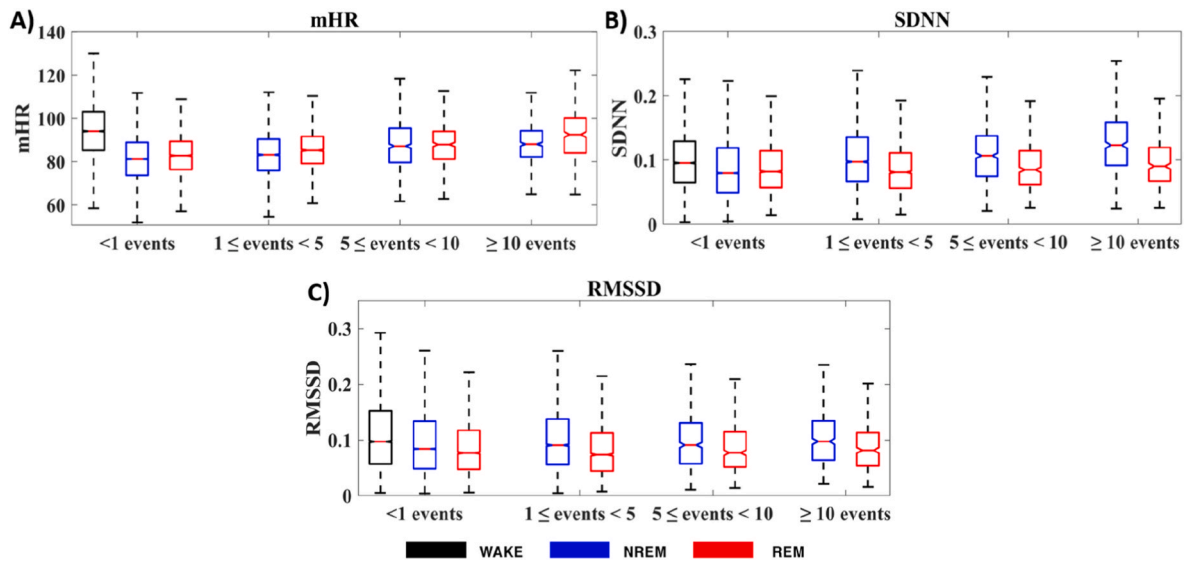 A)
mHR
mHR
140
120
100
80
60
<1 events 1 ≤ events < 5 5 ≤ events < 10 ≥ 10 events
B)
SDNN
SDNN
0.3
0.2
0.1
0
<1 events 1 ≤ events < 5 5 ≤ events < 10 ≥ 10 events
C)
RMSSD
RMSSD
0.3
0.2
0.1
0
<1 events 1 ≤ events < 5 5 ≤ events < 10 ≥ 10 events
WAKE NREM REM